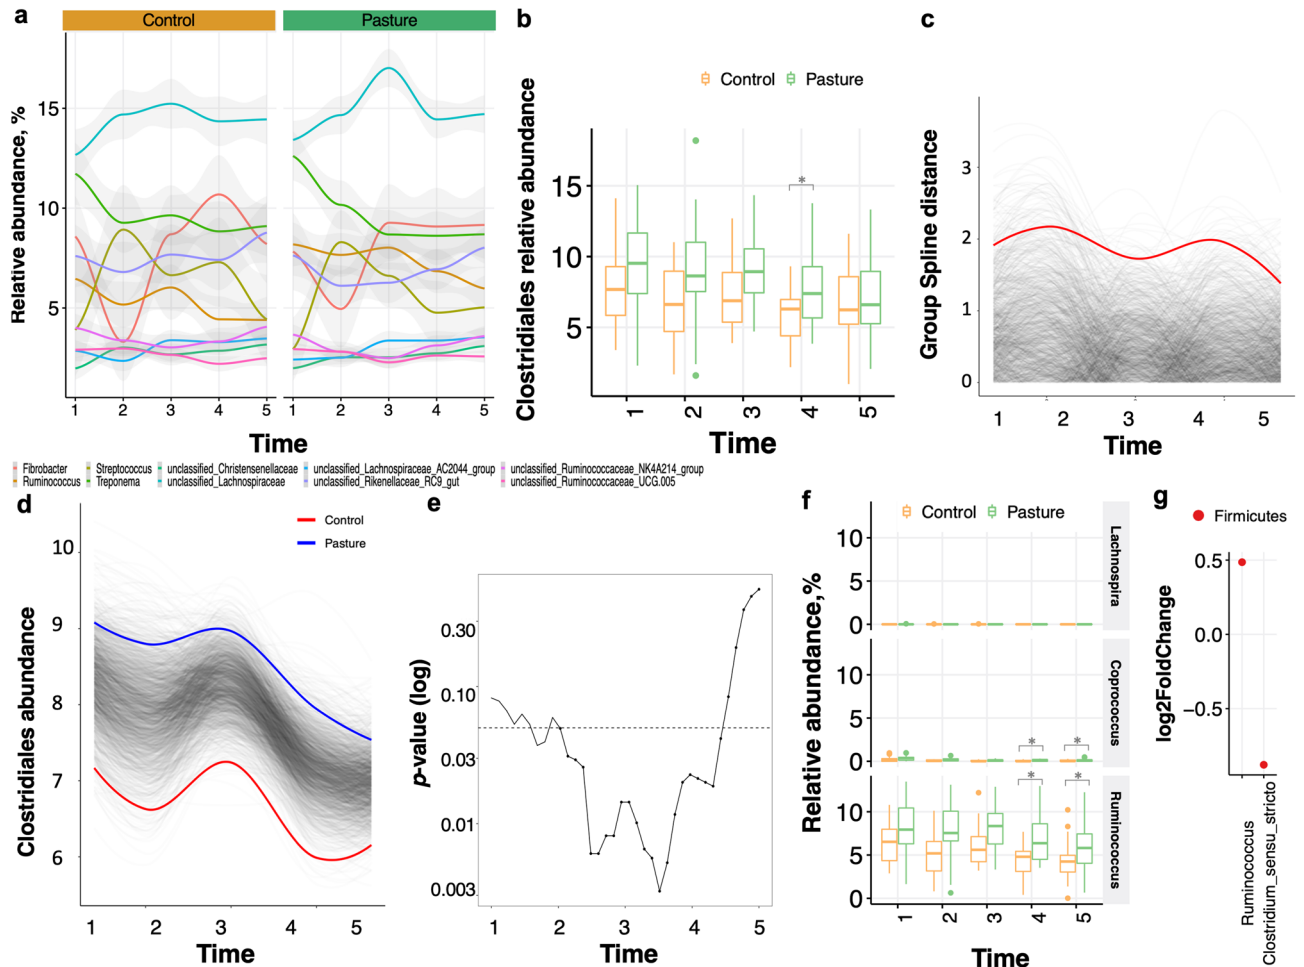 a
Control
Pasture
Relative abundance, %
15
10
5
1 2 3 4 5
1 2 3 4 5
Time
Fibrobacter
Ruminococcus
Streptococcus
Treponema
unclassified_Christensenellaceae
unclassified_Lachnospiraceae
unclassified_Lachnospiraceae_AC2044_group
unclassified_Rikenellaceae_RC9_gut
unclassified_Ruminococcaceae_NK4A214_group
unclassified_Ruminococcaceae_UCG.005
b
Control Pasture
Clostridiales relative abundance
15
10
5
*
1 2 3 4 5
Time
c
Group Spline distance
3
2
1
0
1 2 3 4 5
Time
d
Control
Pasture
Clostridiales abundance
10
9
8
7
6
1 2 3 4 5
Time
e
p-value (log)
0.30
0.10
0.03
0.01
0.003
1 2 3 4 5
Time
f
Control Pasture
Relative abundance,%
10
5
0
Lachnospira
10
5
0
* *
Coprococcus
10
5
0
* *
Ruminococcus
1 2 3 4 5
Time
g
Firmicutes
log2FoldChange
0.5
0.0
−0.5
Ruminococcus
Clostridium_sensu_stricto